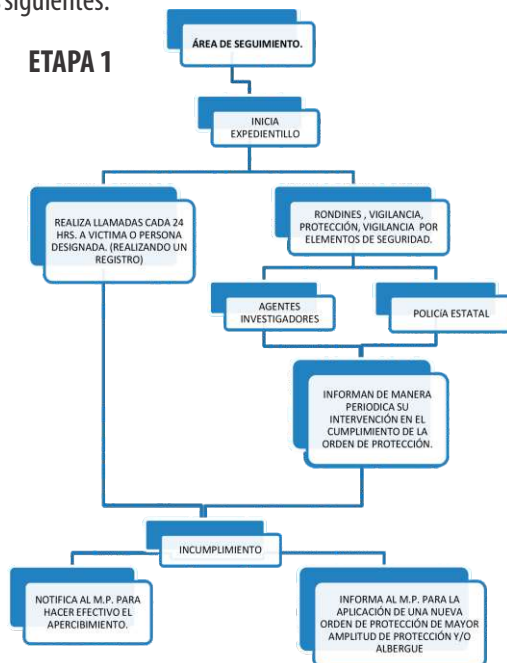 siguientes:
ETAPA 1
ÁREA DE SEGUIMIENTO.
INICIA
EXPEDIENTILLO
REALIZA LLAMADAS CADA 24
HRS. A VICTIMA O PERSONA
DESIGNADA. (REALIZANDO UN
REGISTRO)
RONDINES , VIGILANCIA,
PROTECCIÓN, VIGILANCIA POR
ELEMENTOS DE SEGURIDAD.
AGENTES
INVESTIGADORES
POLICÍA ESTATAL
INFORMAN DE MANERA
PERIODICA SU
INTERVENCIÓN EN EL
CUMPLIMIENTO DE LA
ORDEN DE PROTECCIÓN.
INCUMPLIMIENTO
NOTIFICA AL M.P. PARA
HACER EFECTIVO EL
APERCIBIMIENTO.
INFORMA AL M.P. PARA LA
APLICACIÓN DE UNA NUEVA
ORDEN DE PROTECCIÓN DE MAYOR
AMPLITUD DE PROTECCIÓN Y/O
ALBERGUE